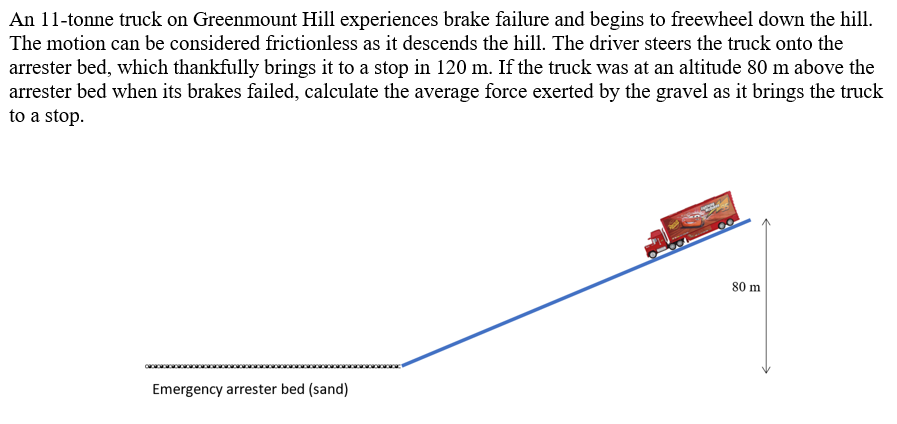 An 11-tonne truck on Greenmount Hill experiences brake failure and begins to freewheel down the hill.
The motion can be considered frictionless as it descends the hill. The driver steers the truck onto the
arrester bed, which thankfully brings it to a stop in 120 m. If the truck was at an altitude 80 m above the
arrester bed when its brakes failed, calculate the average force exerted by the gravel as it brings the truck
to a stop.
80 m
Emergency arrester bed (sand)